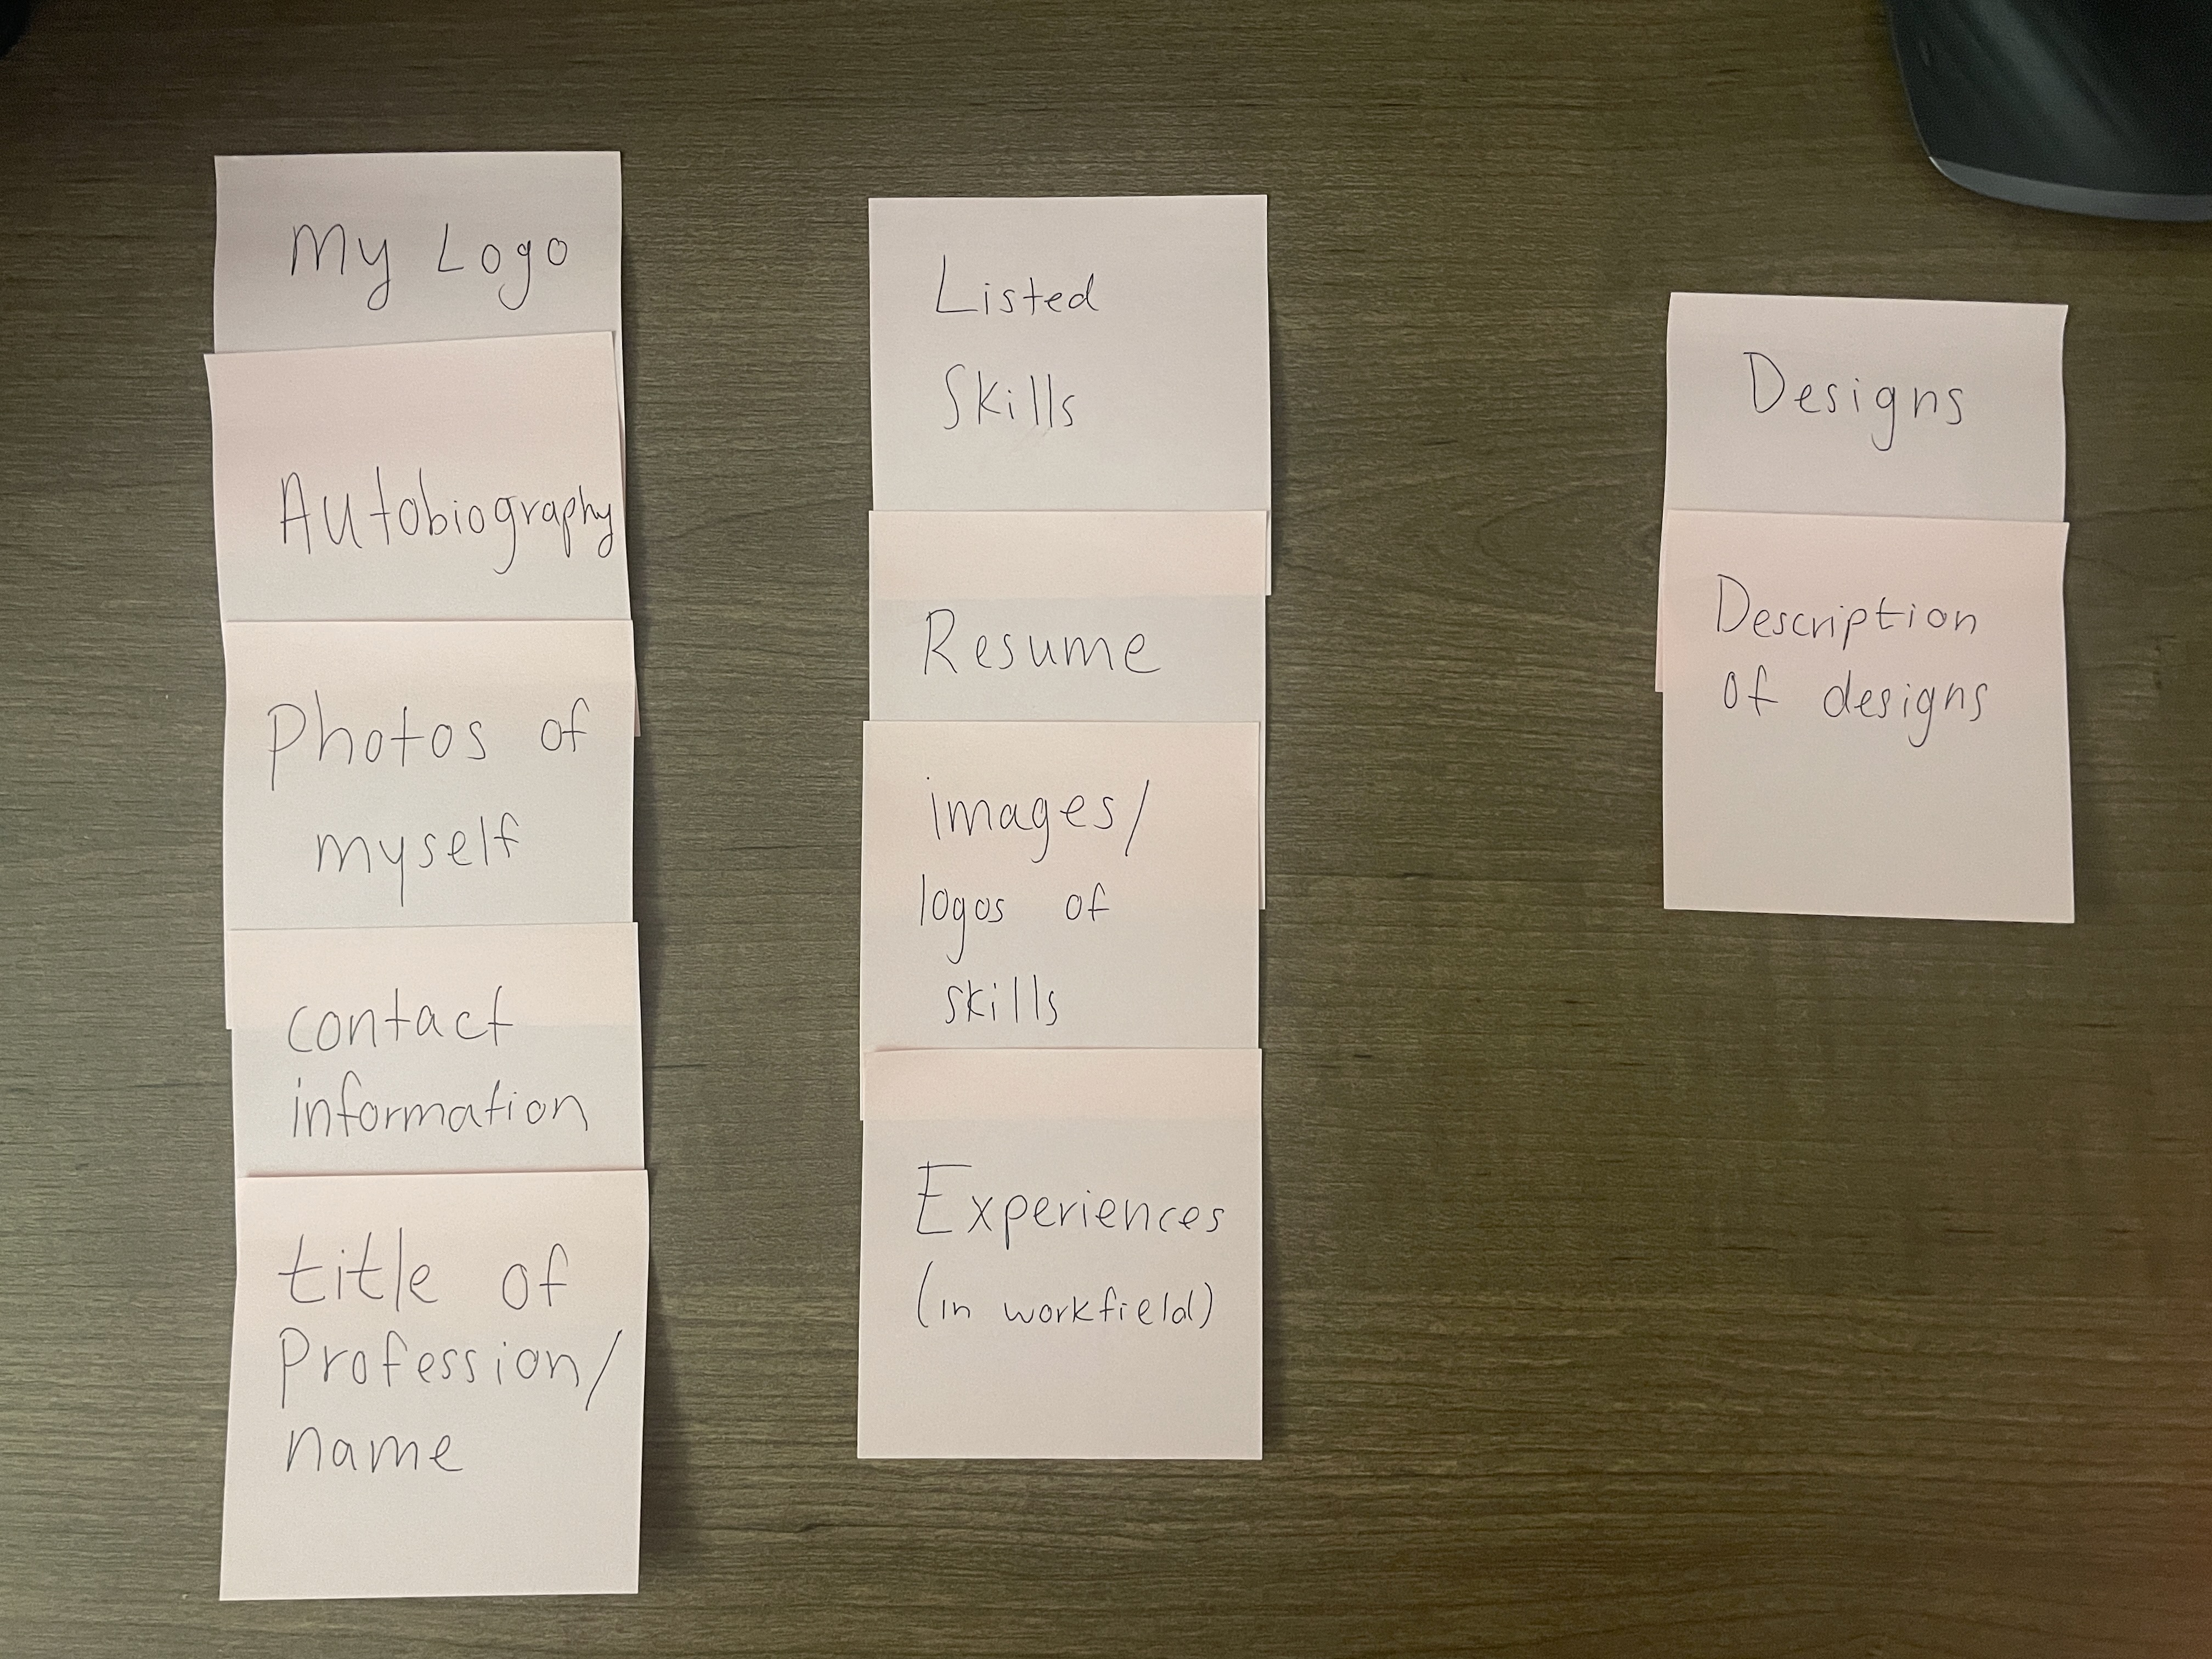 My Logo
Autobiography
Photos of
myself
contact
information
title of
Profession/
name
Listed
Skills
Resume
images/
logos of
skills
Experiences
(in workfield)
Designs
Description
of designs